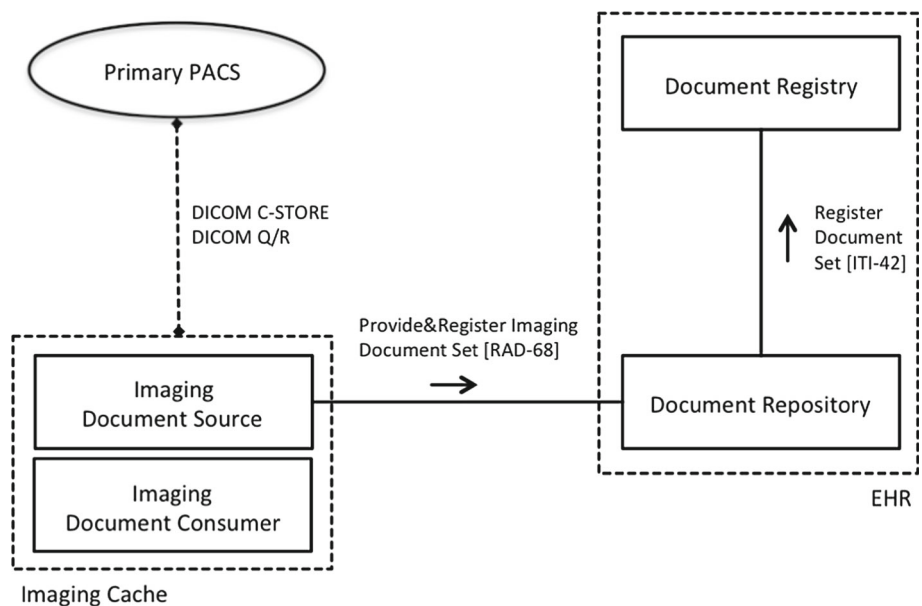 Primary PACS
Document Registry
DICOM C-STORE
DICOM Q/R
Register
Document
Set [ITI-42]
Provide&Register Imaging
Document Set [RAD-68]
Imaging
Document Source
Document Repository
Imaging
Document Consumer
EHR
Imaging Cache